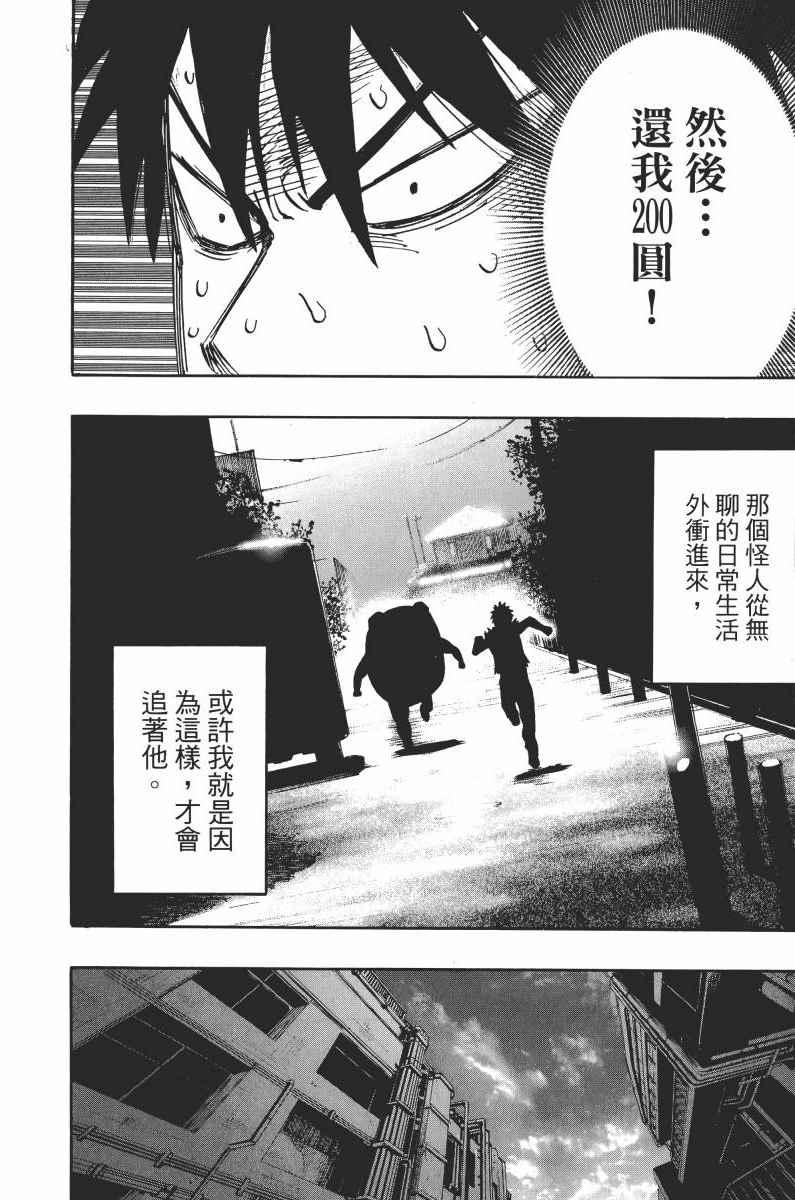 然後…
還我200圓！
那個怪人從無
聊的日常生活
外衝進來，
或許我就是因
為這樣，才會
追著他。